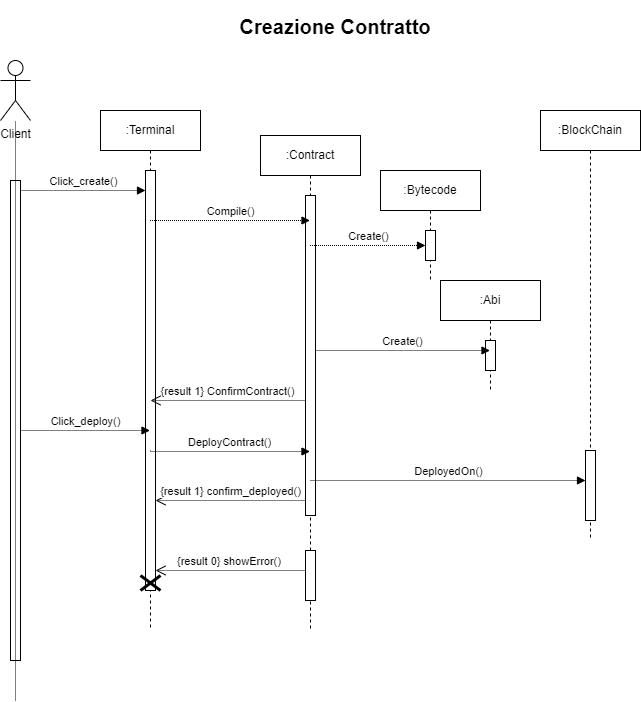 Creazione Contratto
Client
:Terminal
:Contract
:BlockChain
Click_create()
:Bytecode
Compile()
Create()
:Abi
Create()
{result 1} ConfirmContract()
Click_deploy()
DeployContract()
DeployedOn()
{result 1} confirm_deployed()
{result 0} showError()